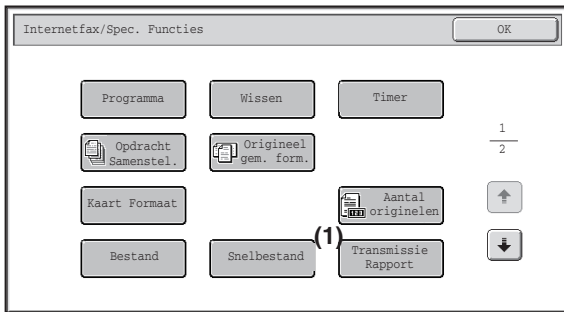 Internetfax/Spec. Functies
OK
Programma
Wissen
Timer
Opdracht
Samenstel.
Origineel
gem. form.
1
2
Kaart Formaat
123
Aantal
originelen
Bestand
Snelbestand
(1)
Transmissie
Rapport